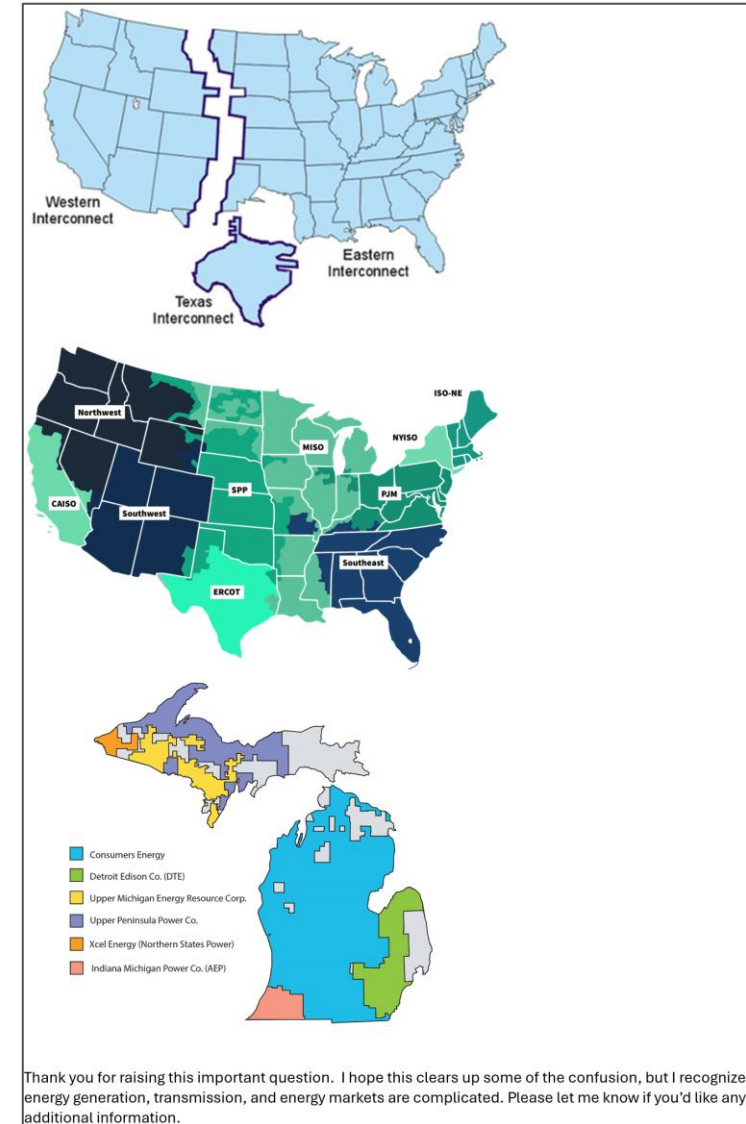 Western
Interconnect
Eastern
Interconnect
Texas
Interconnect
ISO-NE
Northwest
NYISO
MISO
PJM
SPP
CAISO
Southwest
Southeast
ERCOT
Consumers Energy
Detroit Edison Co. (DTE)
Upper Michigan Energy Resource Corp.
Upper Peninsula Power Co.
Xcel Energy (Northern States Power)
Indiana Michigan Power Co. (AEP)
Thank you for raising this important question.  I hope this clears up some of the confusion, but I recognize
energy generation, transmission, and energy markets are complicated. Please let me know if you'd like any
additional information.